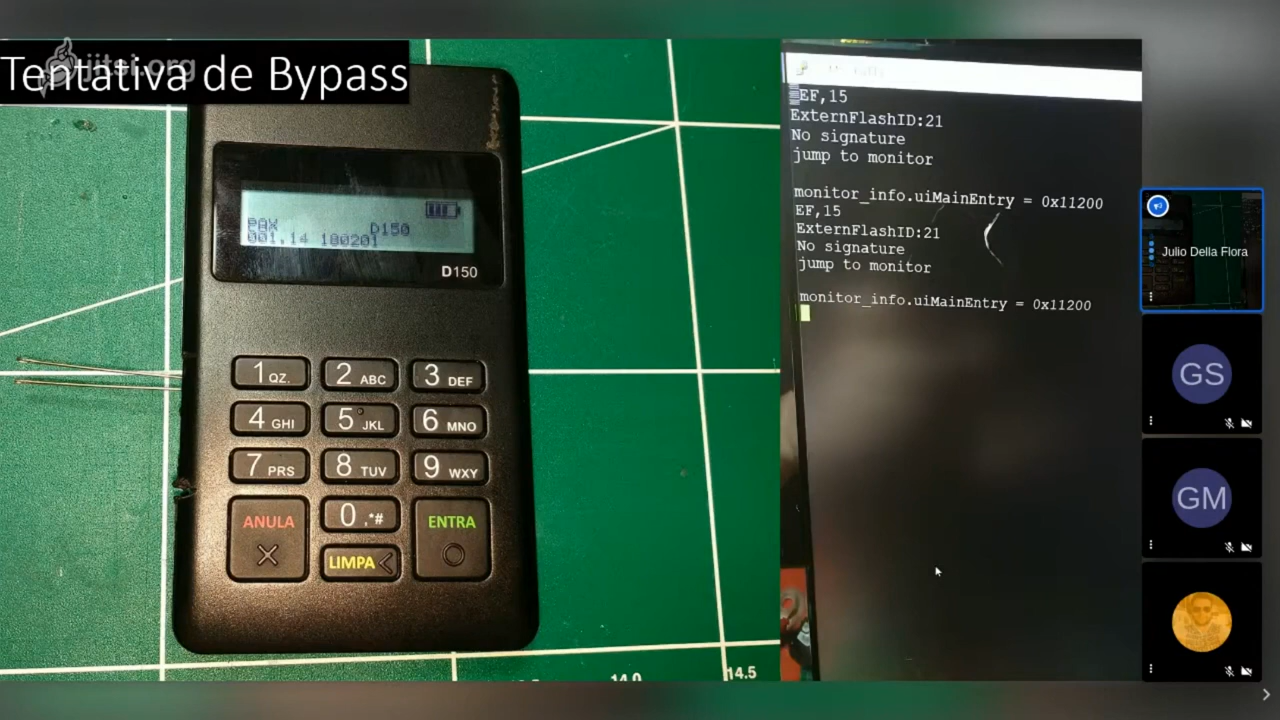 jitsi.org
Tentativa de Bypass
PAX D150
001.14 180201
D150
1 QZ.
2 ABC
3 DEF
4 GHI
5 JKL
6 MNO
7 PRS
8 TUV
9 WXY
ANULA
0 ,*#
ENTRA
LIMPA
14.0
14.5
EF,15
ExternFlashID:21
No signature
jump to monitor
monitor_info.uiMainEntry = 0x11200
EF,15
ExternFlashID:21
No signature
jump to monitor
monitor_info.uiMainEntry = 0x11200
Julio Della Flora
GS
GM